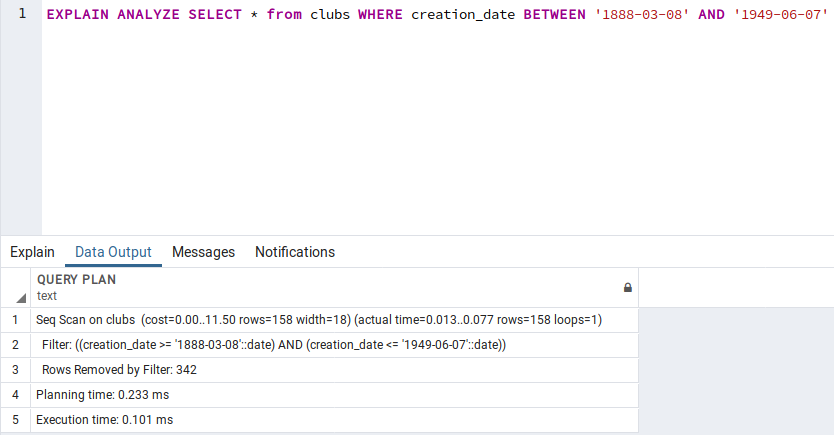 1 EXPLAIN ANALYZE SELECT * from clubs WHERE creation_date BETWEEN '1888-03-08' AND '1949-06-07'
Explain Data Output Messages Notifications
QUERY PLAN
text
1 Seq Scan on clubs (cost=0.00..11.50 rows=158 width=18) (actual time=0.013..0.077 rows=158 loops=1)
2 Filter: ((creation_date >= '1888-03-08'::date) AND (creation_date <= '1949-06-07'::date))
3 Rows Removed by Filter: 342
4 Planning time: 0.233 ms
5 Execution time: 0.101 ms